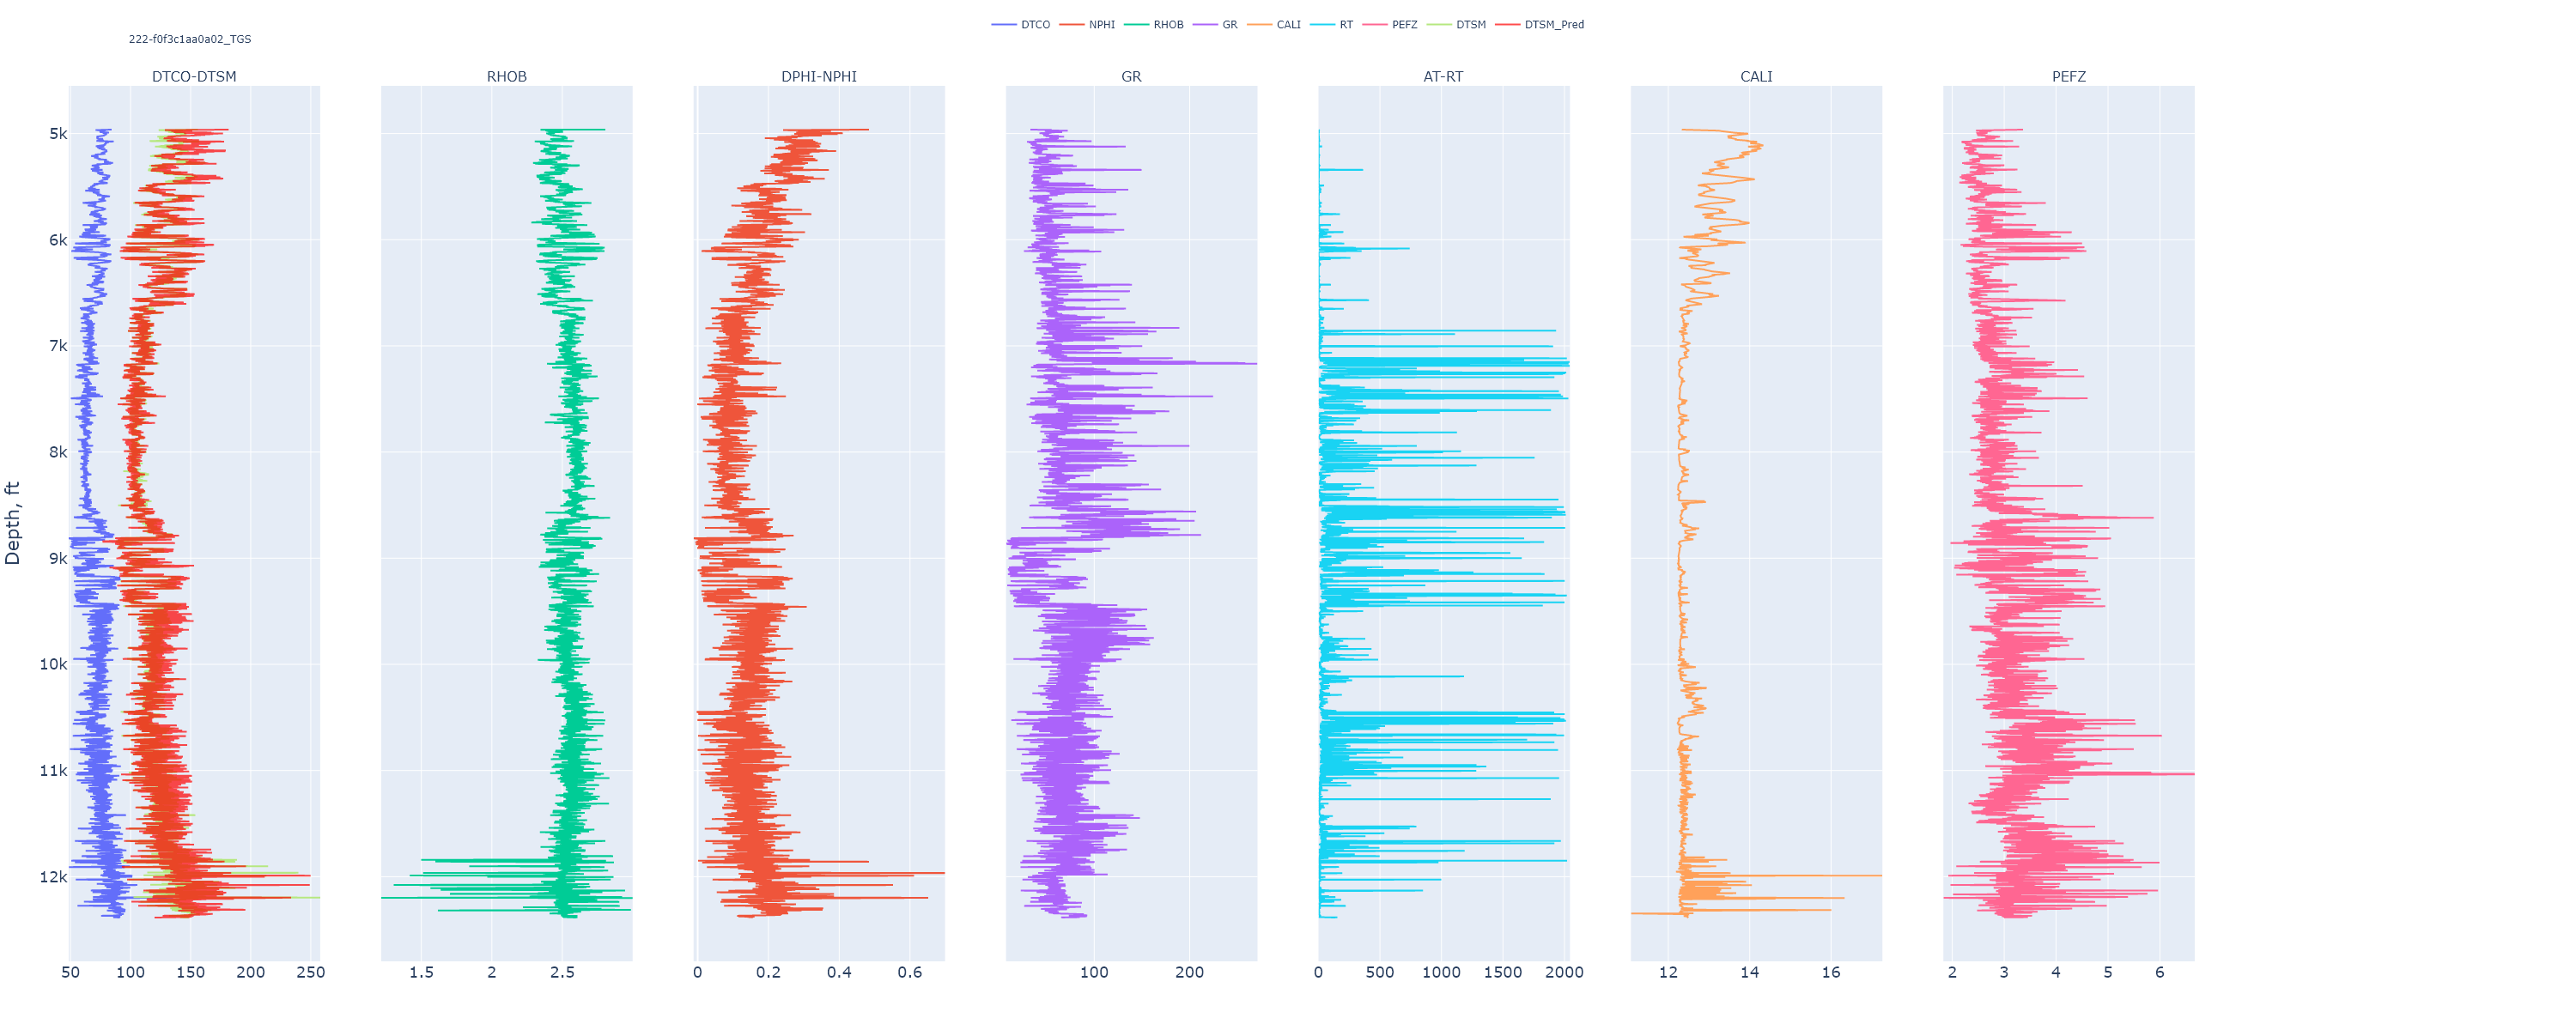 DTCO NPHI RHOB GR CALI RT PEFZ DTSM DTSM_Pred
222-f0f3c1aa0a02_TGS
DTCO-DTSM RHOB DPHI-NPHI GR AT-RT CALI PEFZ
Depth, ft
5k
6k
7k
8k
9k
10k
11k
12k
50 100 150 200 250 1.5 2 2.5 0 0.2 0.4 0.6 100 200 0 500 1000 1500 2000 12 14 16 2 3 4 5 6